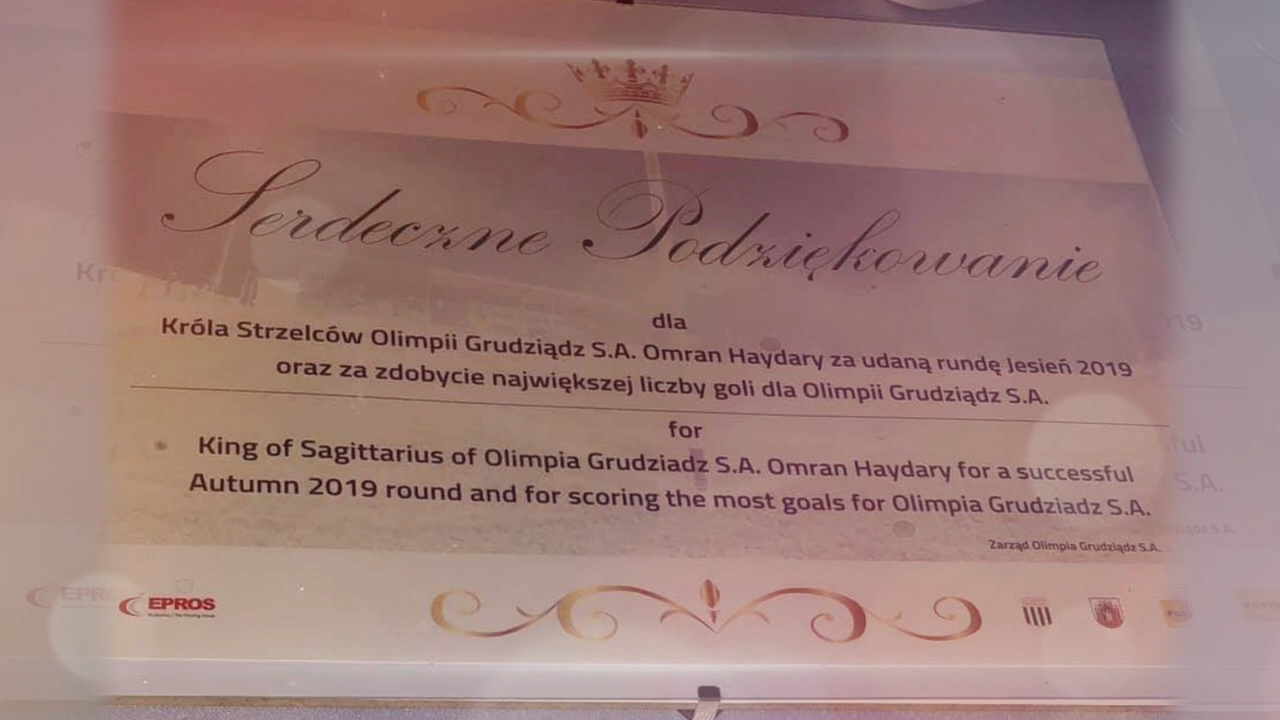 Serdeczne Podziękowanie
dla
Króla Strzelców Olimpii Grudziądz S.A. Omran Haydary za udaną rundę Jesień 2019
oraz za zdobycie największej liczby goli dla Olimpii Grudziądz S.A.
for
King of Sagittarius of Olimpia Grudziadz S.A. Omran Haydary for a successful
Autumn 2019 round and for scoring the most goals for Olimpia Grudziadz S.A.
Zarząd Olimpia Grudziądz S.A.
EPROS